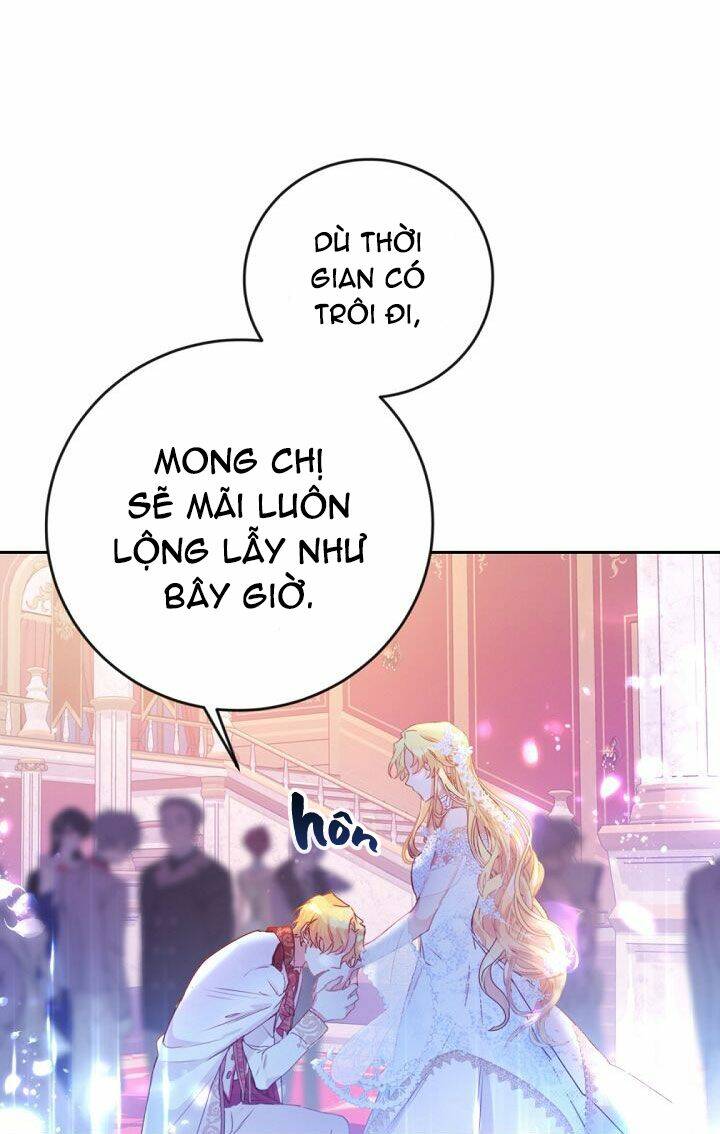 DÙ THỜI
GIAN CÓ
TRÔI ĐI,
MONG CHỊ
SẼ MÃI LUÔN
LỘNG LẪY NHƯ
BÂY GIỜ.
hôn